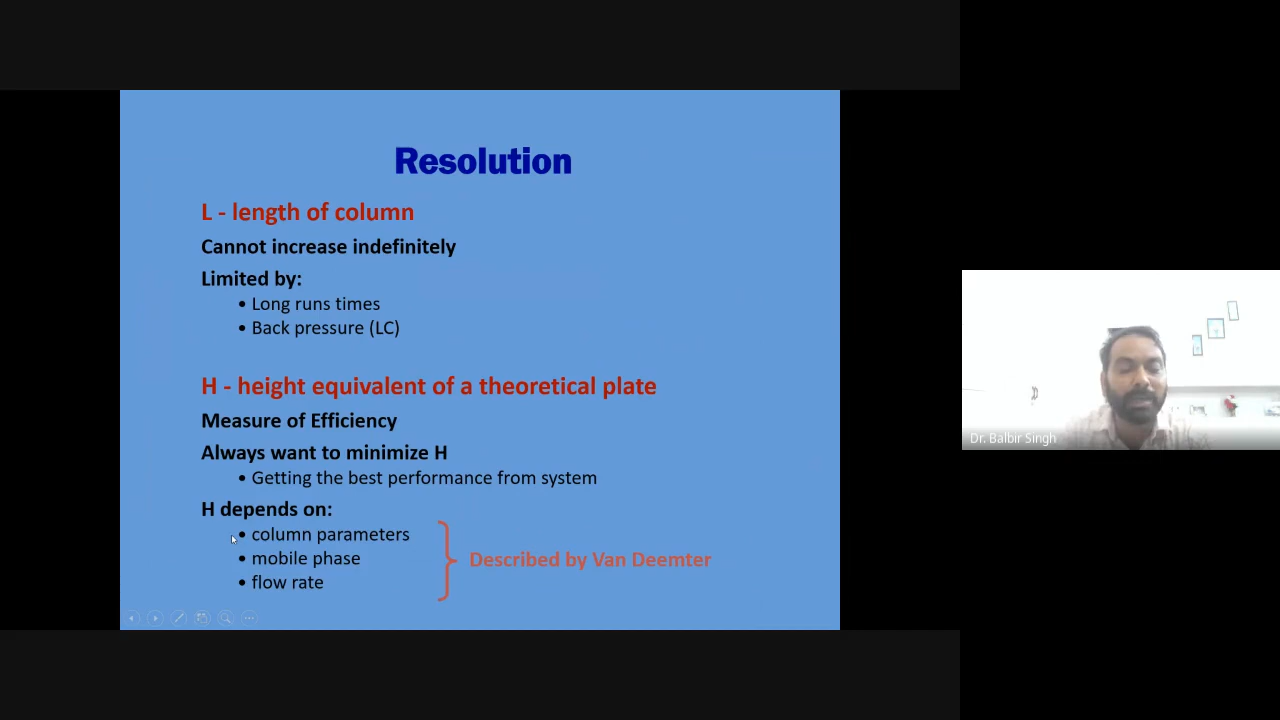 Resolution
L - length of column
Cannot increase indefinitely
Limited by:
• Long runs times
• Back pressure (LC)
H - height equivalent of a theoretical plate
Measure of Efficiency
Always want to minimize H
• Getting the best performance from system
H depends on:
• column parameters
• mobile phase
• flow rate
Described by Van Deemter
Dr. Balbir Singh